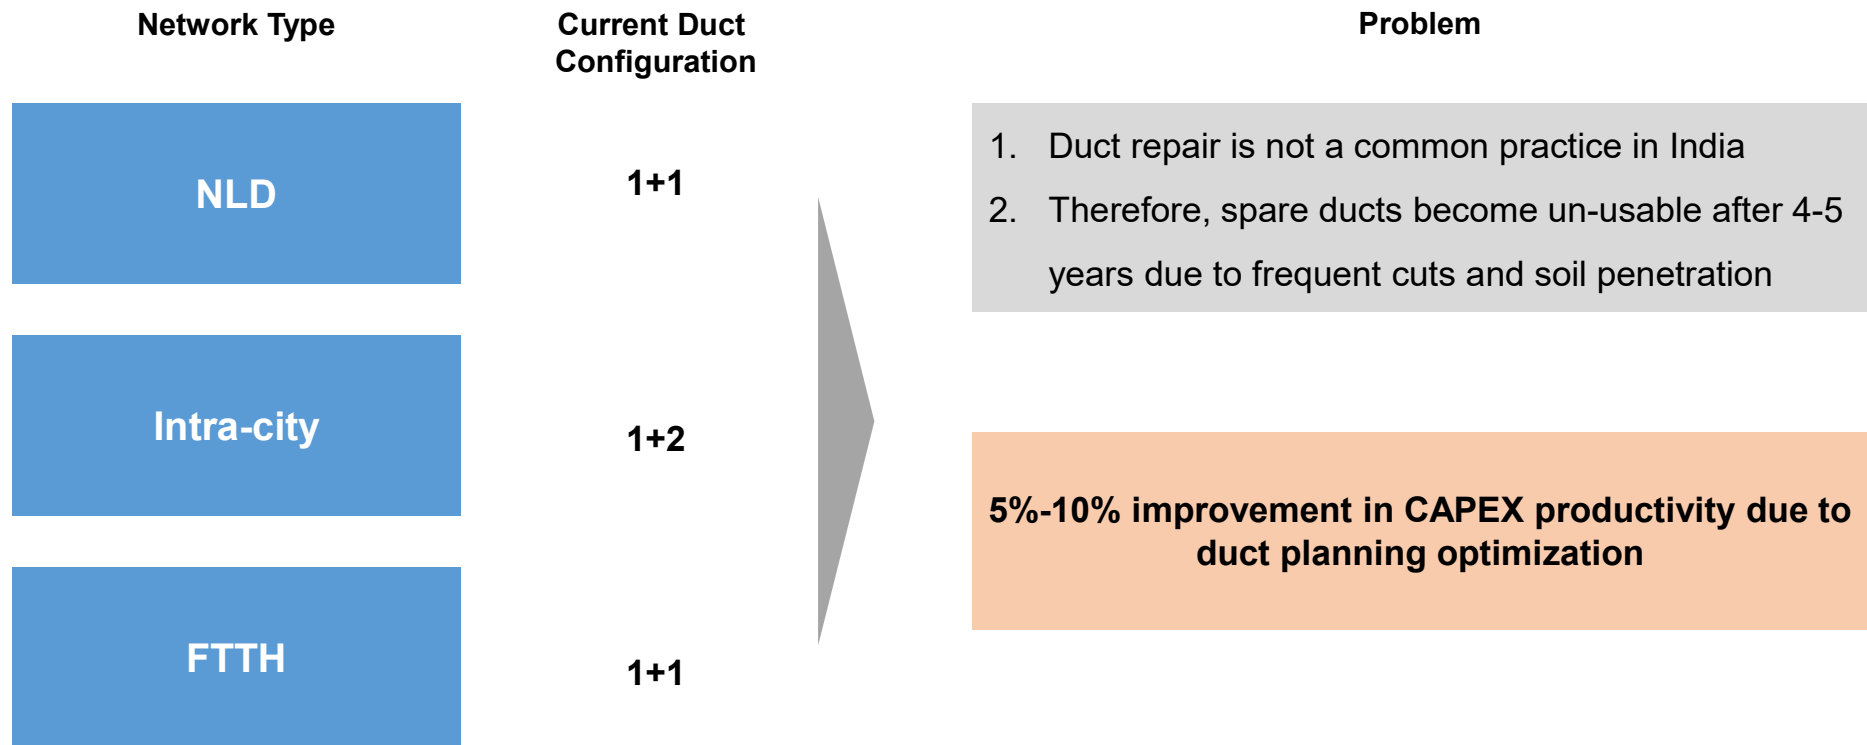 Network Type
Current Duct
Configuration
Problem
NLD
1+1
Intra-city
1+2
FTTH
1+1
1. Duct repair is not a common practice in India
2. Therefore, spare ducts become un-usable after 4-5
years due to frequent cuts and soil penetration
5%-10% improvement in CAPEX productivity due to
duct planning optimization